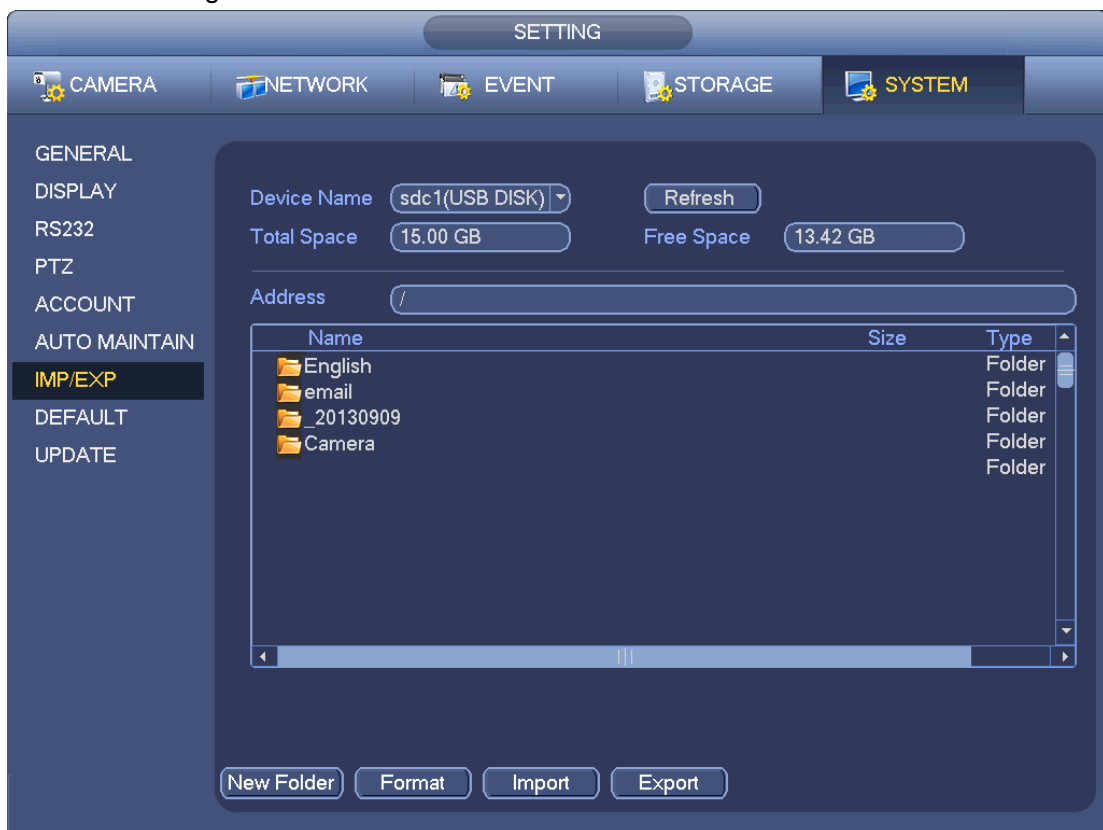 SETTING
CAMERA NETWORK EVENT STORAGE SYSTEM
GENERAL
DISPLAY
RS232
PTZ
ACCOUNT
AUTO MAINTAIN
IMP/EXP
DEFAULT
UPDATE
Device Name sdc1(USB DISK) Refresh
Total Space 15.00 GB Free Space 13.42 GB
Address /
Name Size Type
English Folder
email Folder
_20130909 Folder
Camera Folder
Folder
New Folder Format Import Export